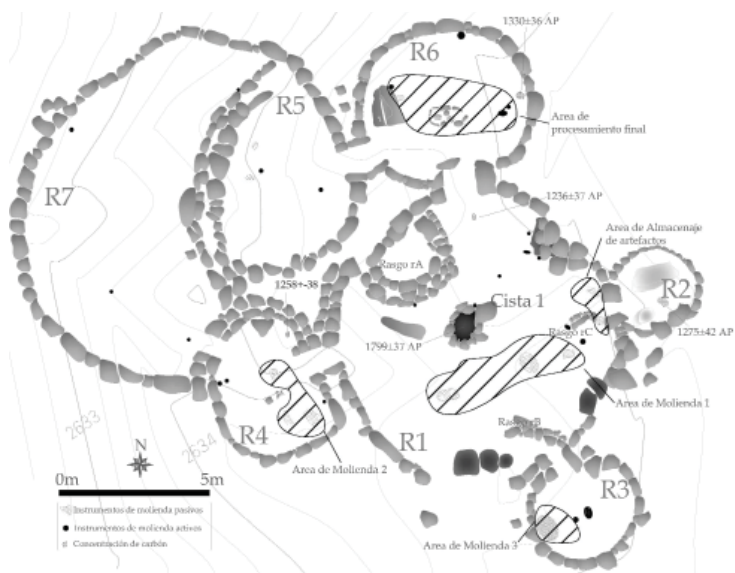 1330±36 AP
R6
R5
Area de
procesamiento final
R7
1236±37 AP
Area de Almacenaje
de artefactos
Rasgo rA
1258+-38
Cista 1
R2
Rasgo rC
1275±42 AP
1799±37 AP
Area de Molienda 1
R4
R1
Rasgo rB
2633
2634
N
Area de Molienda 2
R3
0m
5m
Instrumentos de molienda pasivos
Instrumentos de molienda activos
Concentración de carbón
Area de Molienda 3